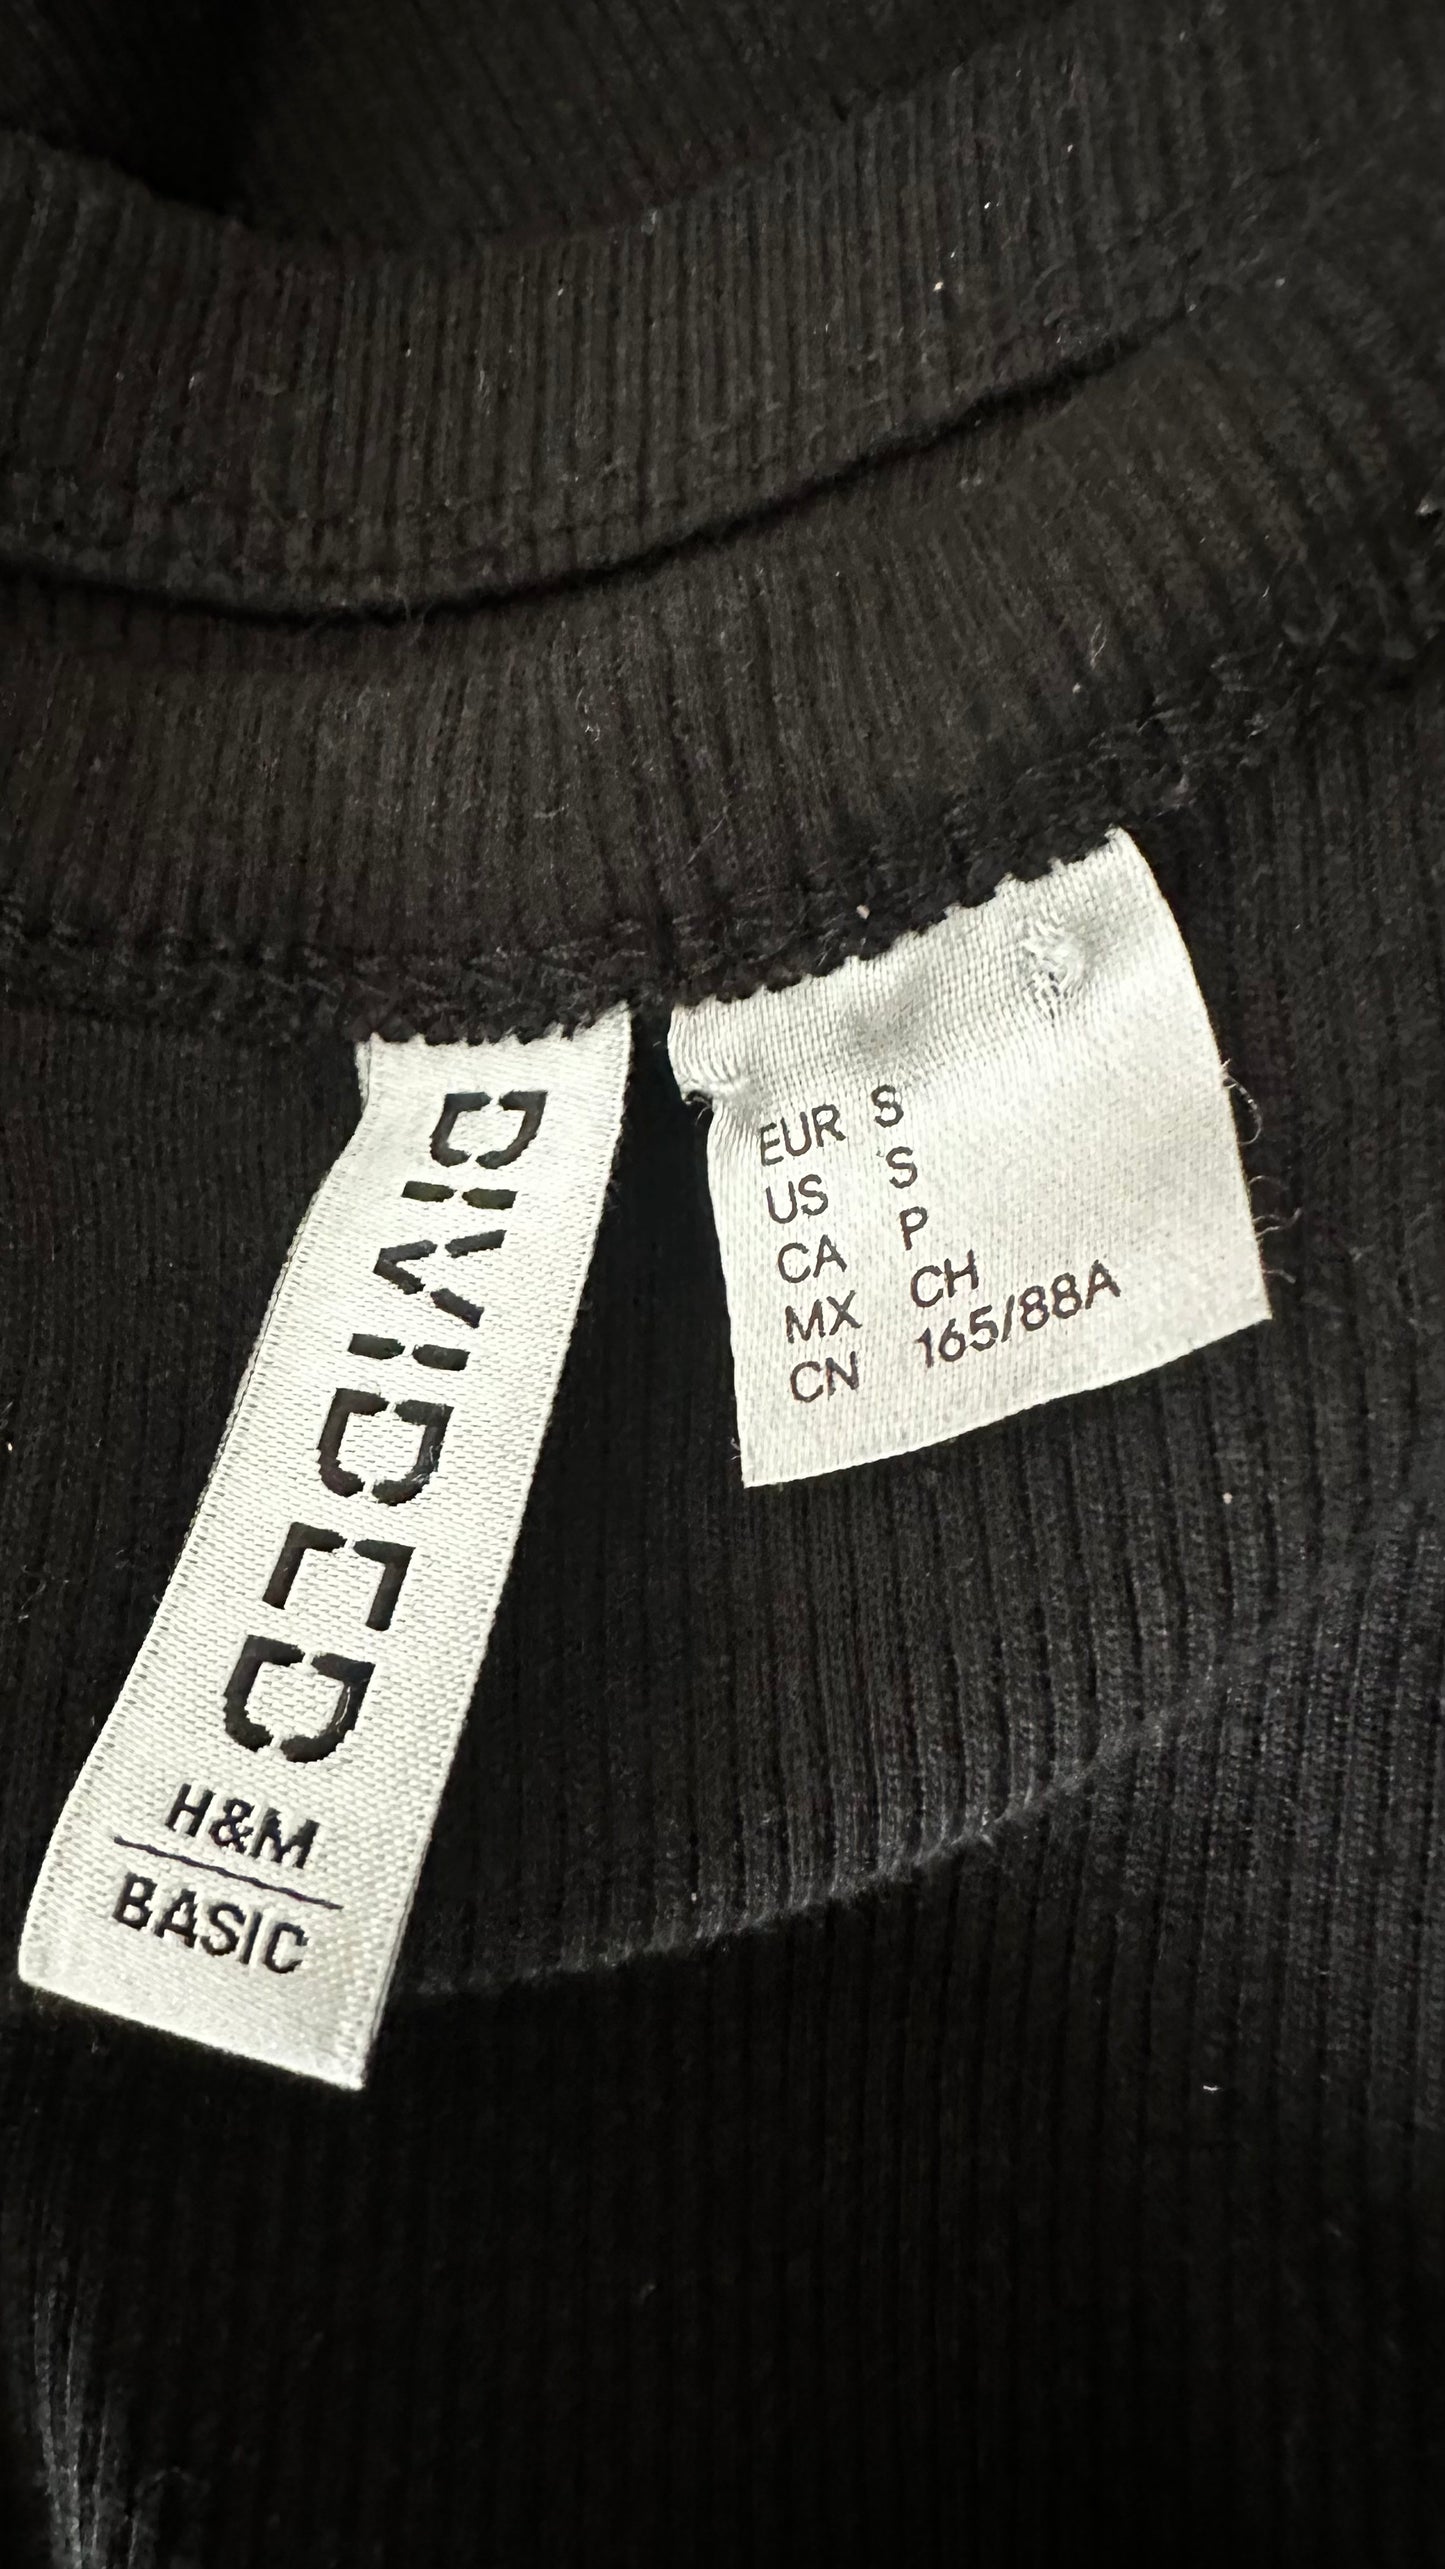 DIVIDED
H&M
BASIC
EUR S
US S
CA P
MX CH
CN 165/88A